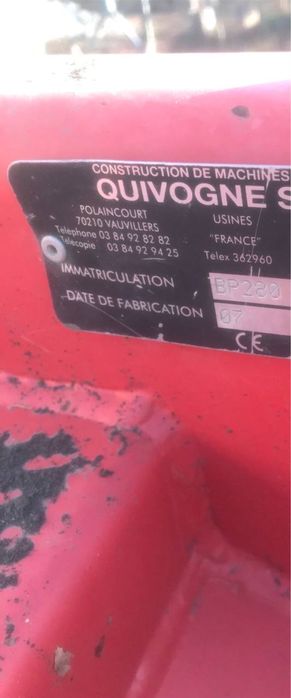 CONSTRUCTION DE MACHINES
QUIVOGNE S
POLAINCOURT
70210 VAUVILLERS
Téléphone 03 84 92 82 82
Télécopie 03 84 92 94 25
USINES
"FRANCE"
Telex 362960
IMMATRICULATION BP280
DATE DE FABRICATION 07
CE